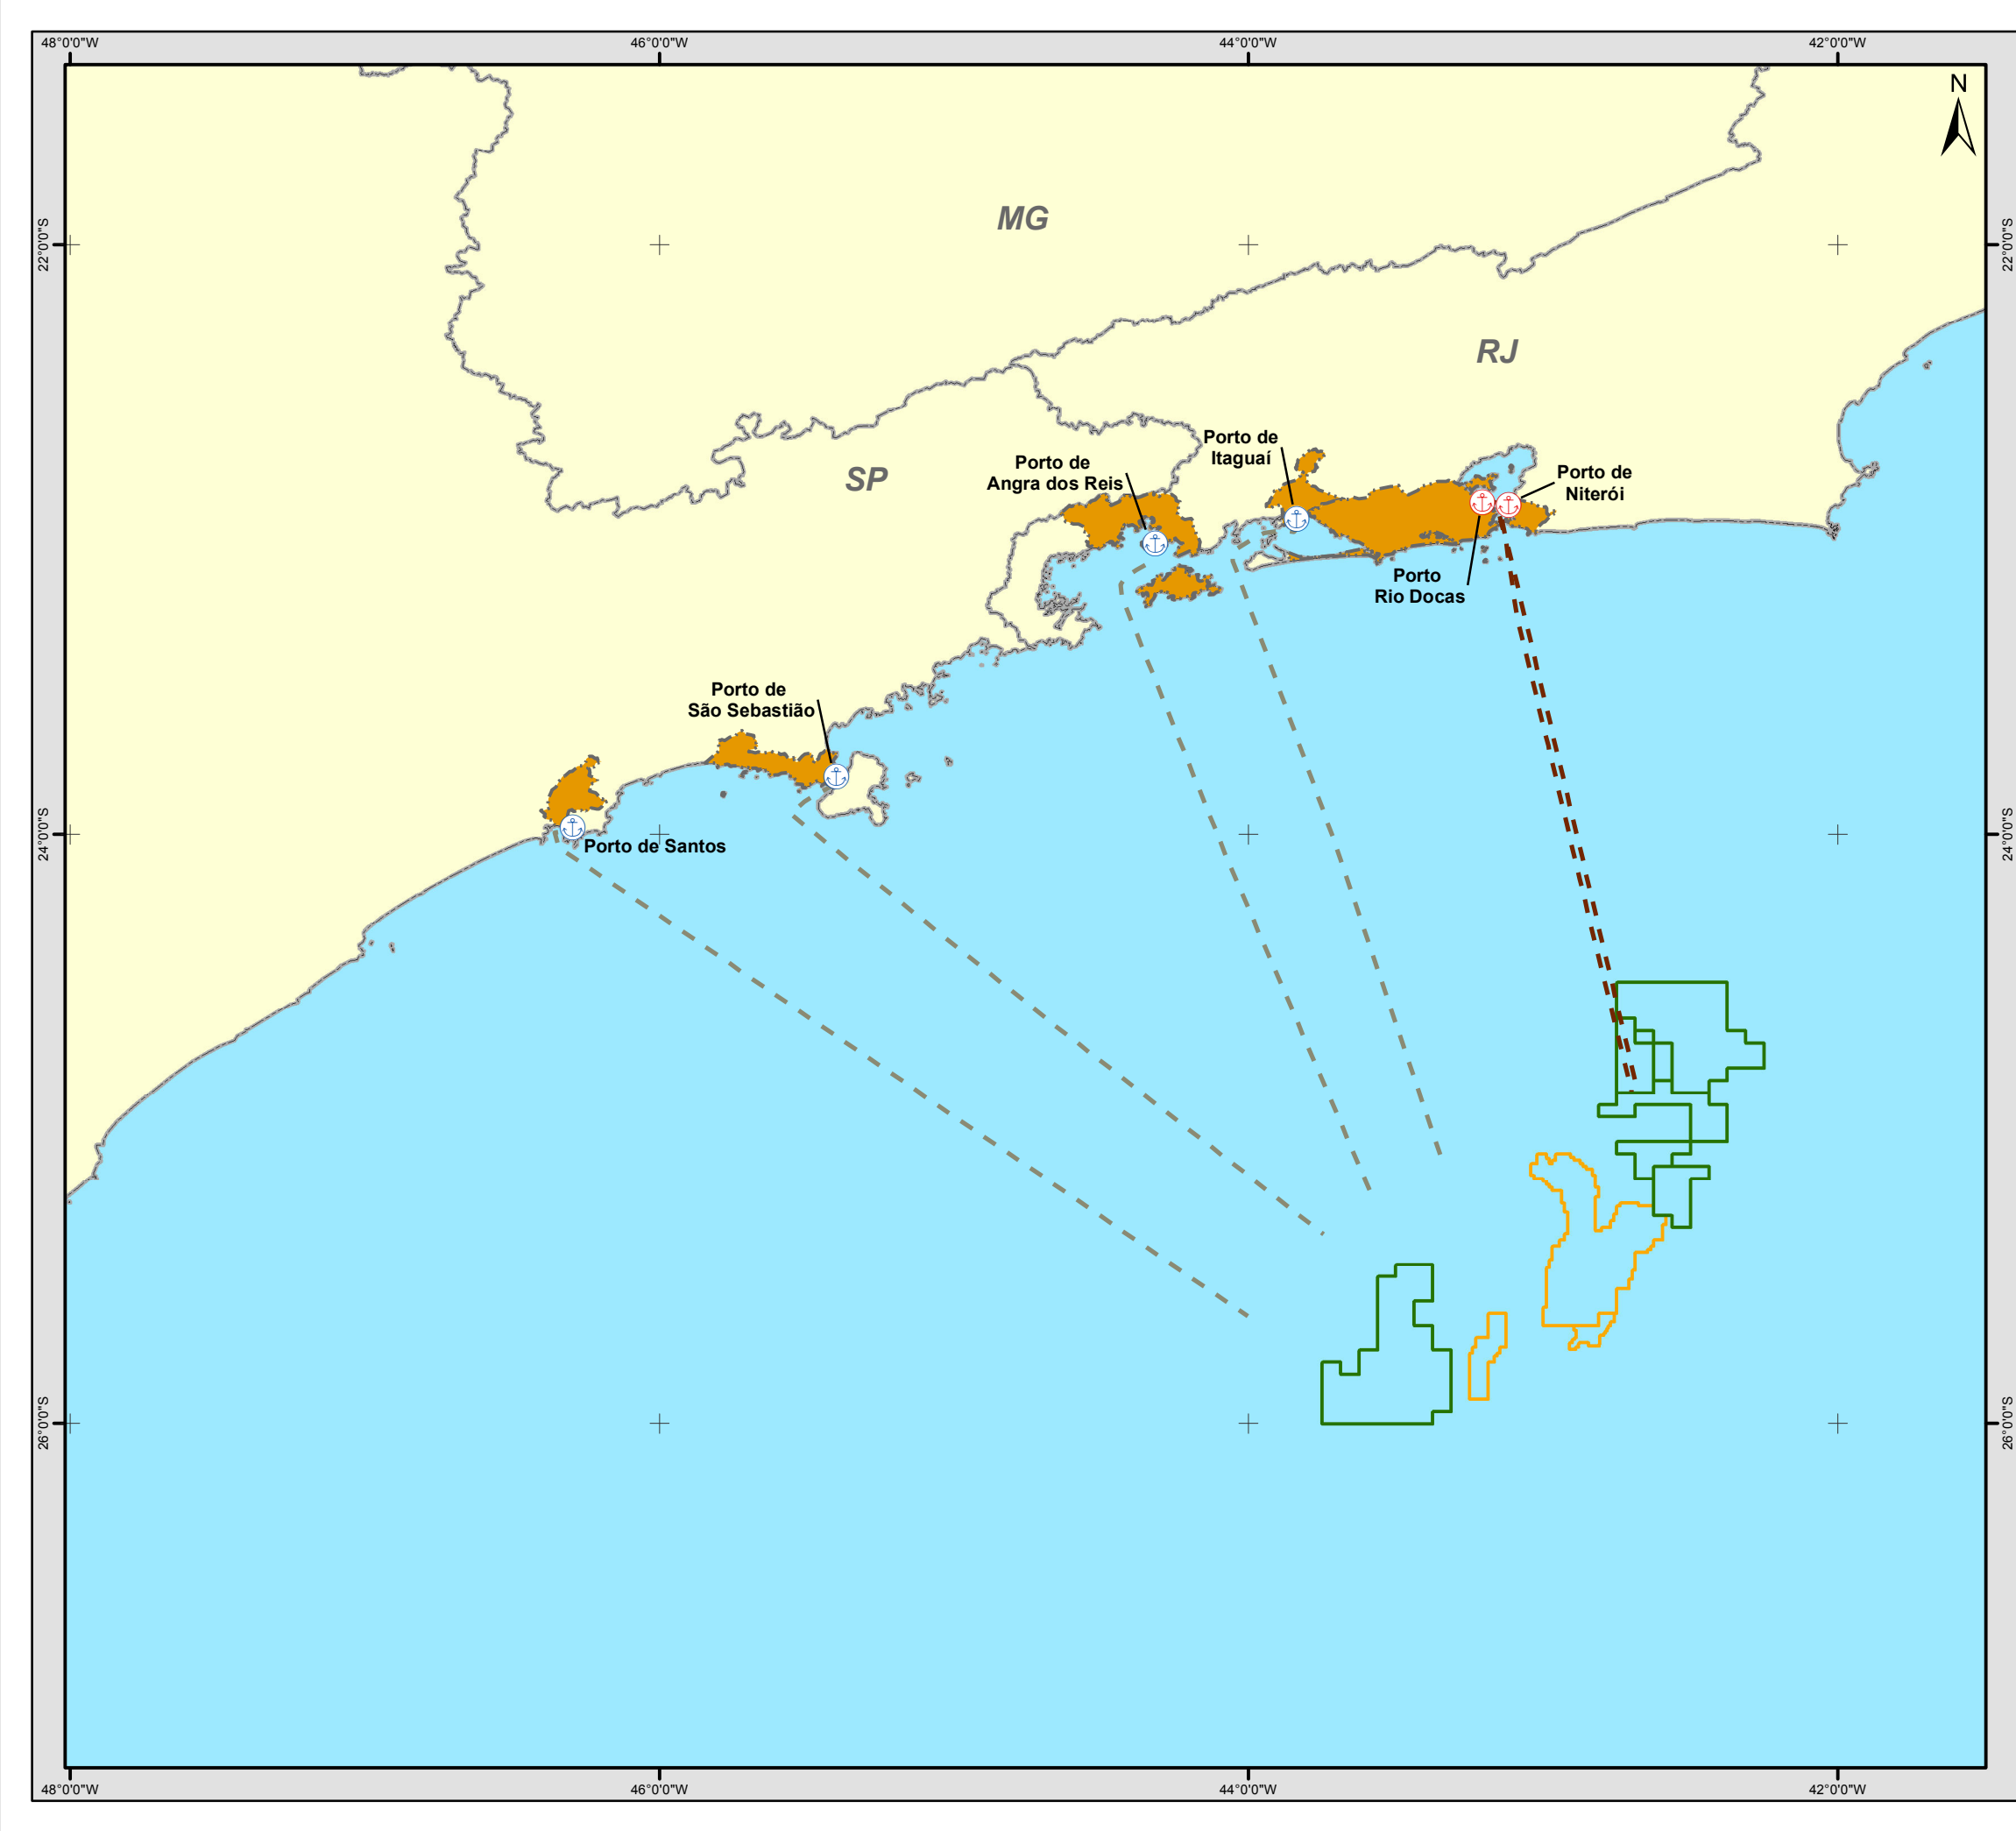 48°0'0"W
46°0'0"W
44°0'0"W
42°0'0"W
N
22°0'0"S
22°0'0"S
MG
RJ
SP
Porto de
Itaguaí
Porto de
Angra dos Reis
Porto de
Niterói
Porto
Rio Docas
Porto de
São Sebastião
Porto de Santos
24°0'0"S
24°0'0"S
26°0'0"S
26°0'0"S
48°0'0"W
46°0'0"W
44°0'0"W
42°0'0"W